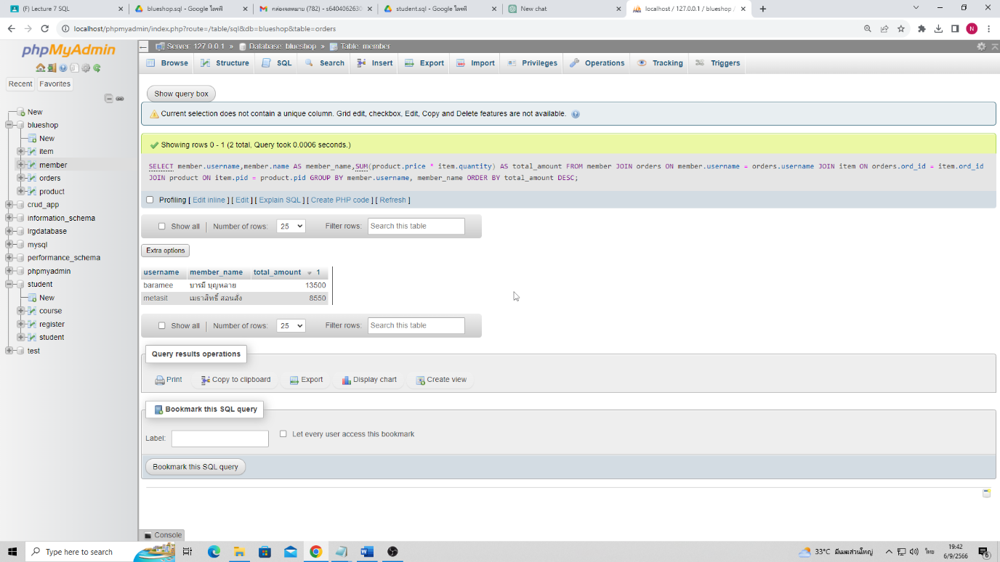 (F) Lecture 7 SQL
blueshop.sql - Google ไดรฟ์
กล่องจดหมาย (782) - s6404062630
student.sql - Google ไดรฟ์
New chat
localhost / 127.0.0.1 / blueshop /
localhost/phpmyadmin/index.php?route=/table/sql&db=blueshop&table=orders
N
phpMyAdmin
Recent
Favorites
New
blueshop
New
item
member
orders
product
crud_app
information_schema
lrgdatabase
mysql
performance_schema
phpmyadmin
student
New
course
register
student
test
Server: 127.0.0.1 » Database: blueshop » Table: member
Browse
Structure
SQL
Search
Insert
Export
Import
Privileges
Operations
Tracking
Triggers
Show query box
Current selection does not contain a unique column. Grid edit, checkbox, Edit, Copy and Delete features are not available.
Showing rows 0 - 1 (2 total, Query took 0.0006 seconds.)
SELECT member.username,member.name AS member_name,SUM(product.price * item.quantity) AS total_amount FROM member JOIN orders ON member.username = orders.username JOIN item ON orders.ord_id = item.ord_id
JOIN product ON item.pid = product.pid GROUP BY member.username, member_name ORDER BY total_amount DESC;
Profiling [ Edit inline ] [ Edit ] [ Explain SQL ] [ Create PHP code ] [ Refresh ]
Show all
Number of rows: 25
Filter rows: Search this table
Extra options
username member_name total_amount 1
baramee บารมี บุญหลาย 13500
metasit เมธาสิทธิ์ สอนสั่ง 8550
Show all
Number of rows: 25
Filter rows: Search this table
Query results operations
Print
Copy to clipboard
Export
Display chart
Create view
Bookmark this SQL query
Label:
Let every user access this bookmark
Bookmark this SQL query
Console
Type here to search
33°C มีเมฆส่วนใหญ่
ไทย
19:42
6/9/2566
6